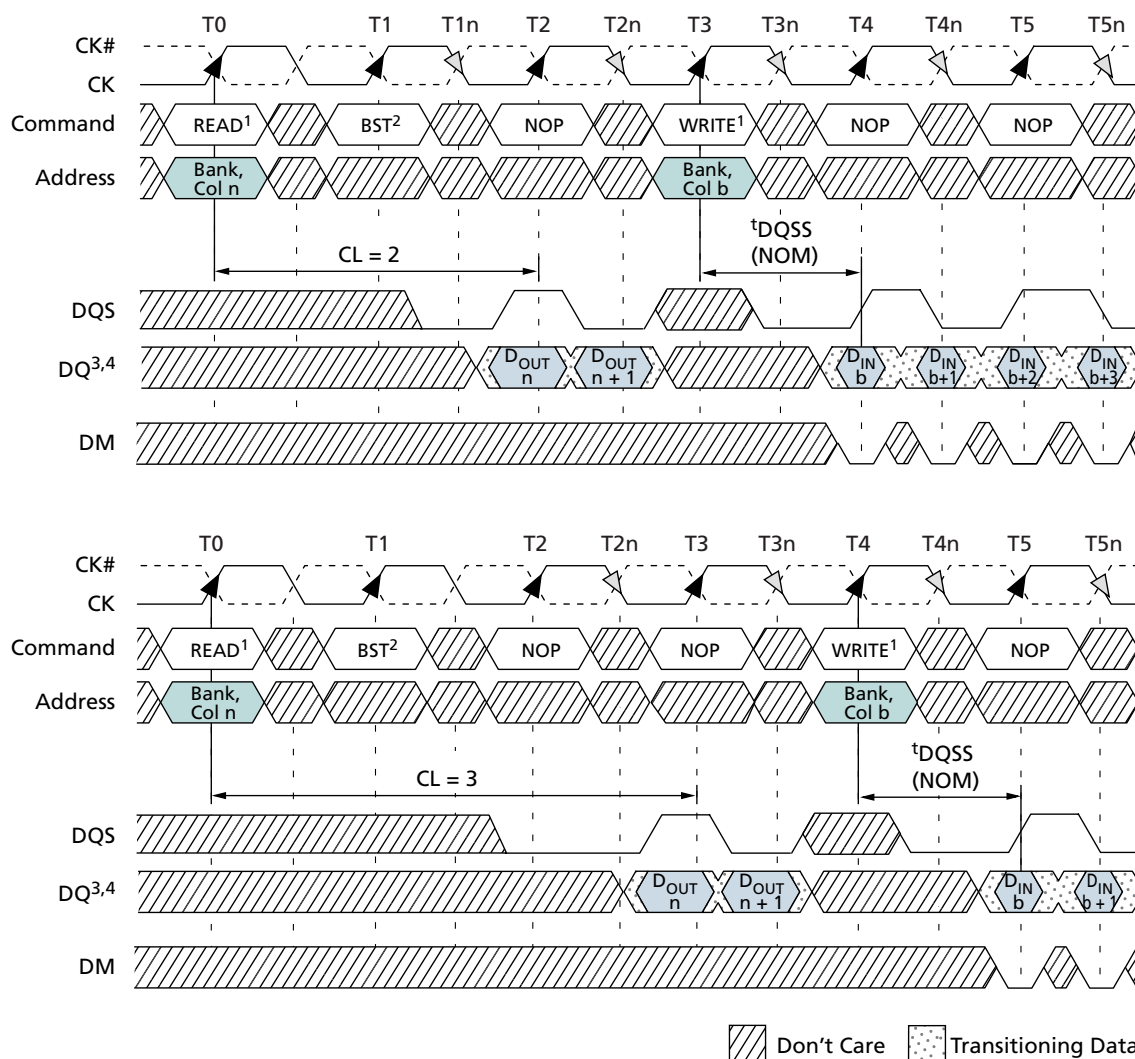 T0 T1 T1n T2 T2n T3 T3n T4 T4n T5 T5n
CK#
CK
Command READ1 BST2 NOP WRITE1 NOP NOP
Address Bank, Col n Bank, Col b
CL = 2
tDQSS
(NOM)
DQS
DQ3,4 DOUT n DOUT n + 1 DIN b DIN b+1 DIN b+2 DIN b+3
DM
T0 T1 T2 T2n T3 T3n T4 T4n T5 T5n
CK#
CK
Command READ1 BST2 NOP NOP WRITE1 NOP
Address Bank, Col n Bank, Col b
CL = 3
tDQSS
(NOM)
DQS
DQ3,4 DOUT n DOUT n + 1 DIN b DIN b + 1
DM
Don't Care Transitioning Data